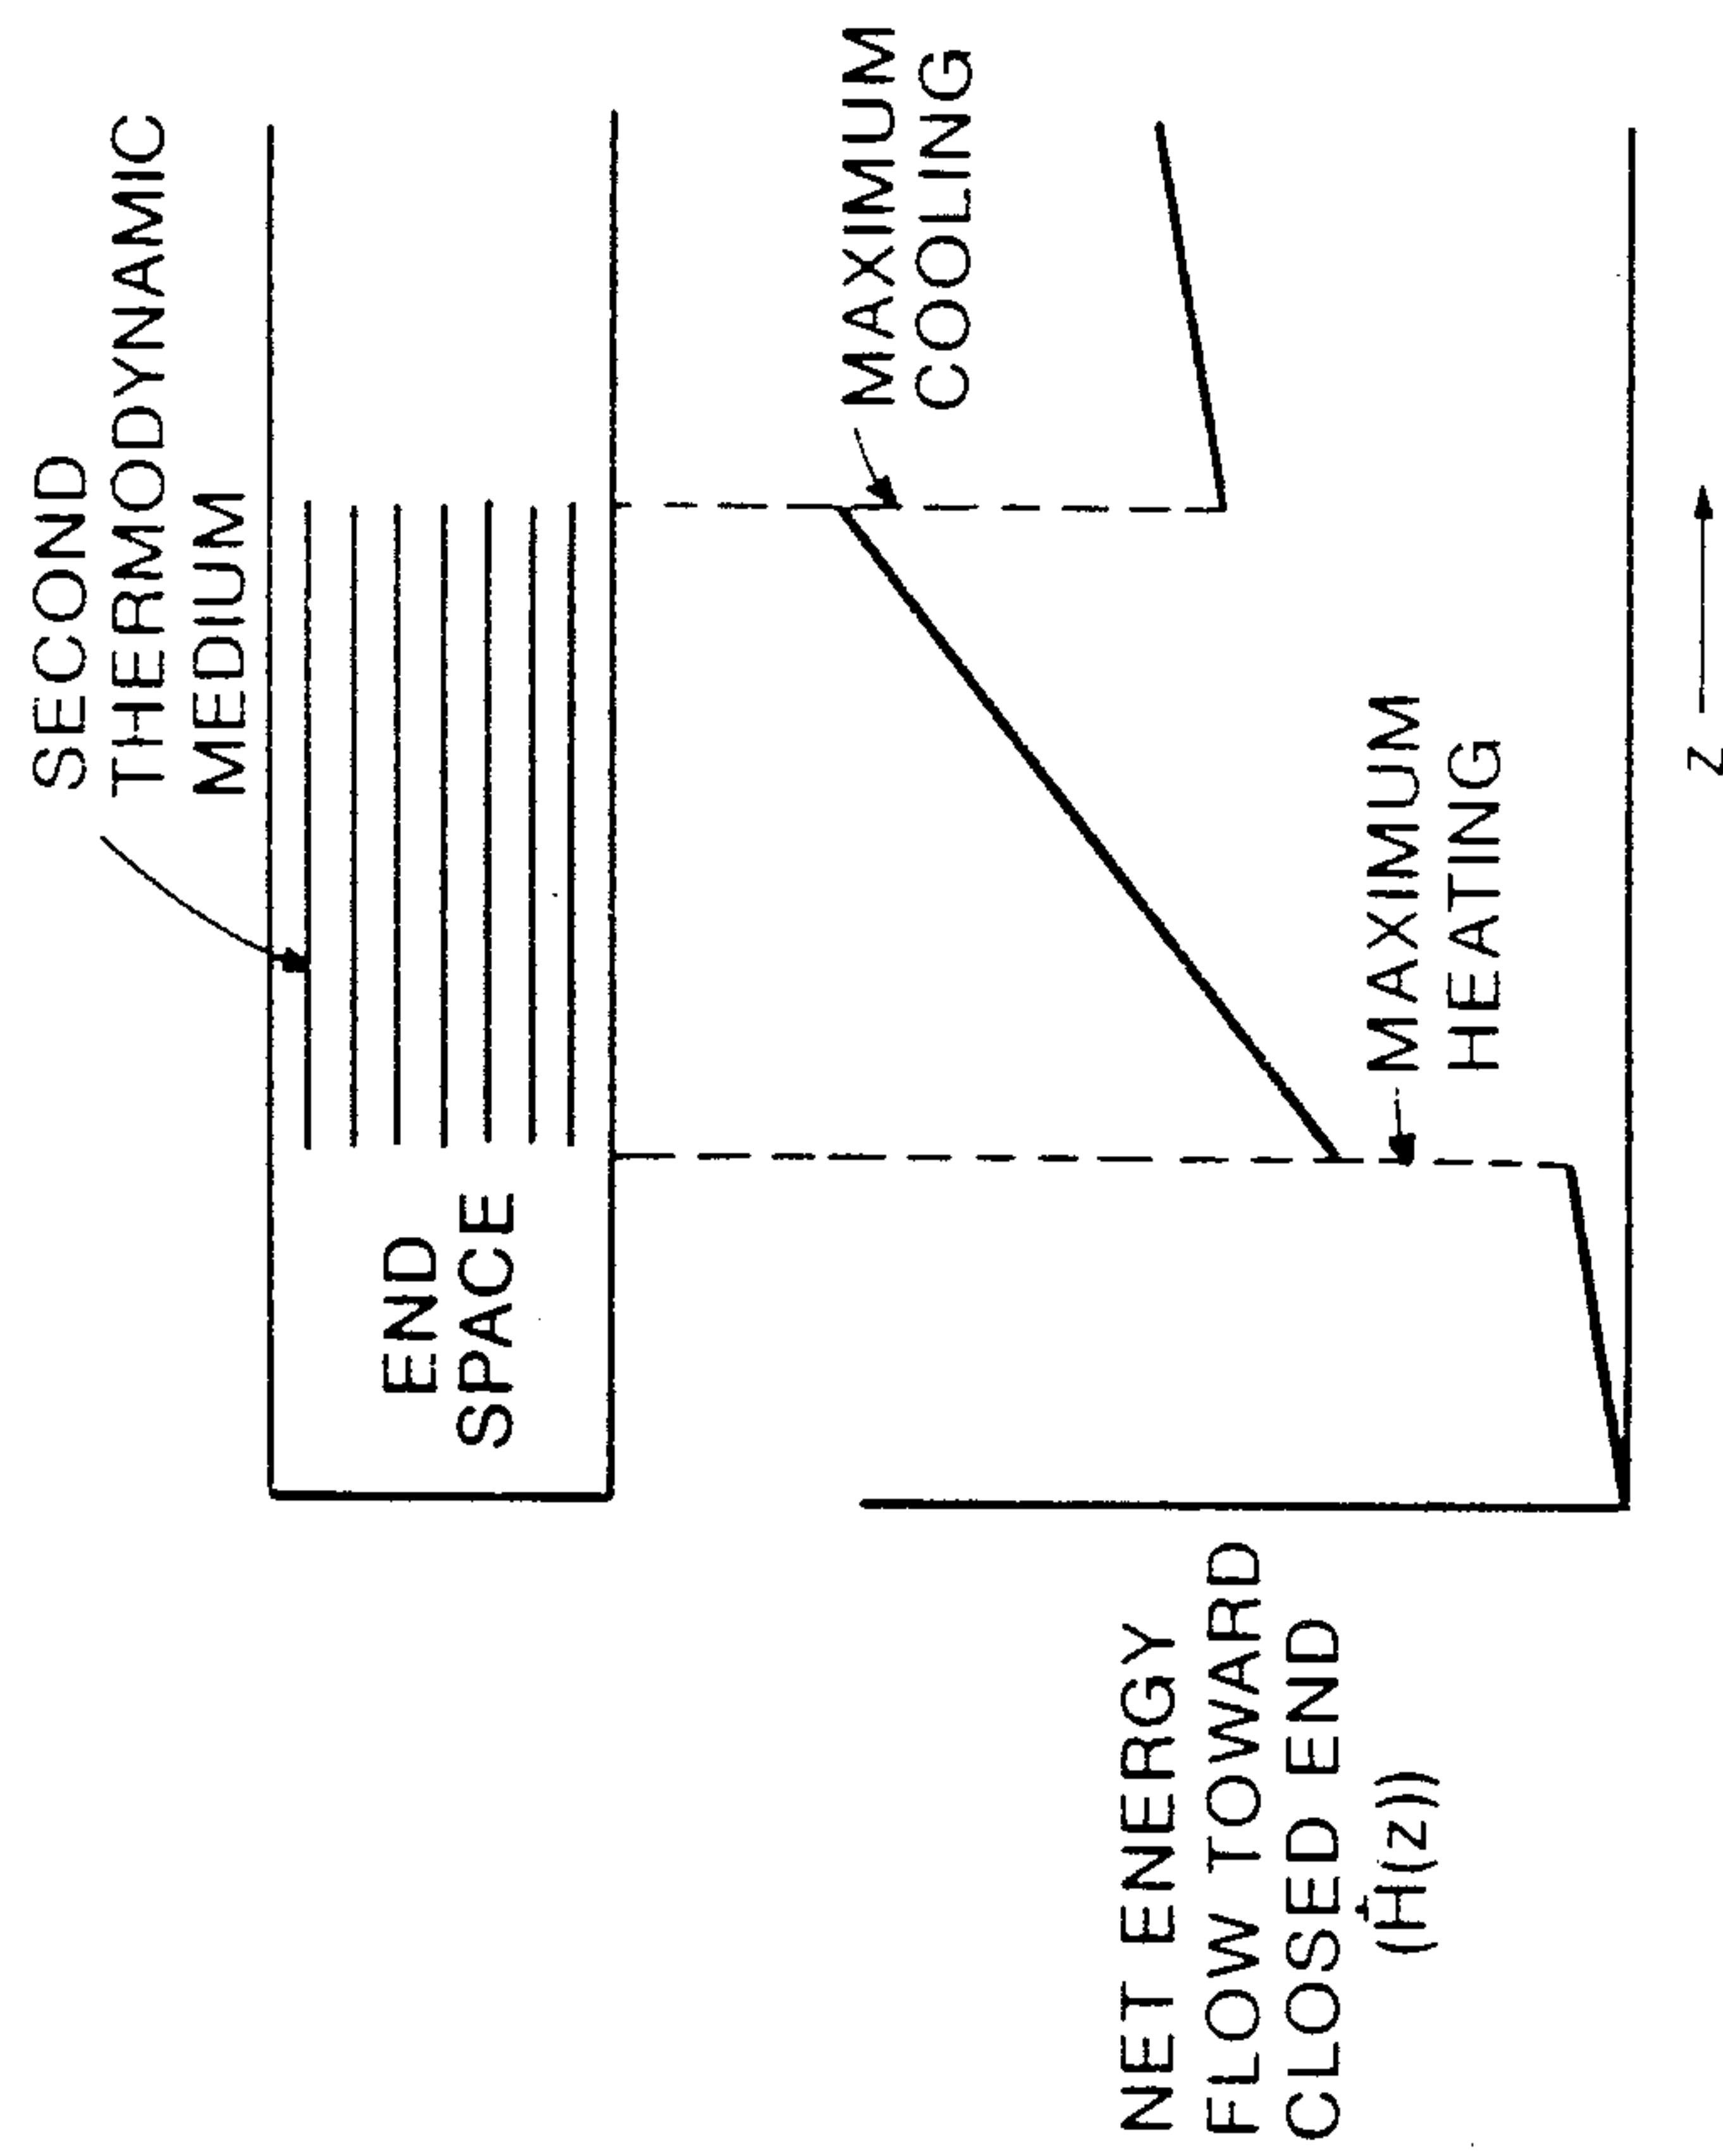 SECOND
THERMODYNAMIC
MEDIUM
END
SPACE
MAXIMUM
COOLING
MAXIMUM
HEATING
NET ENERGY
FLOW TOWARD
CLOSED END
(Ḣ(z))
z